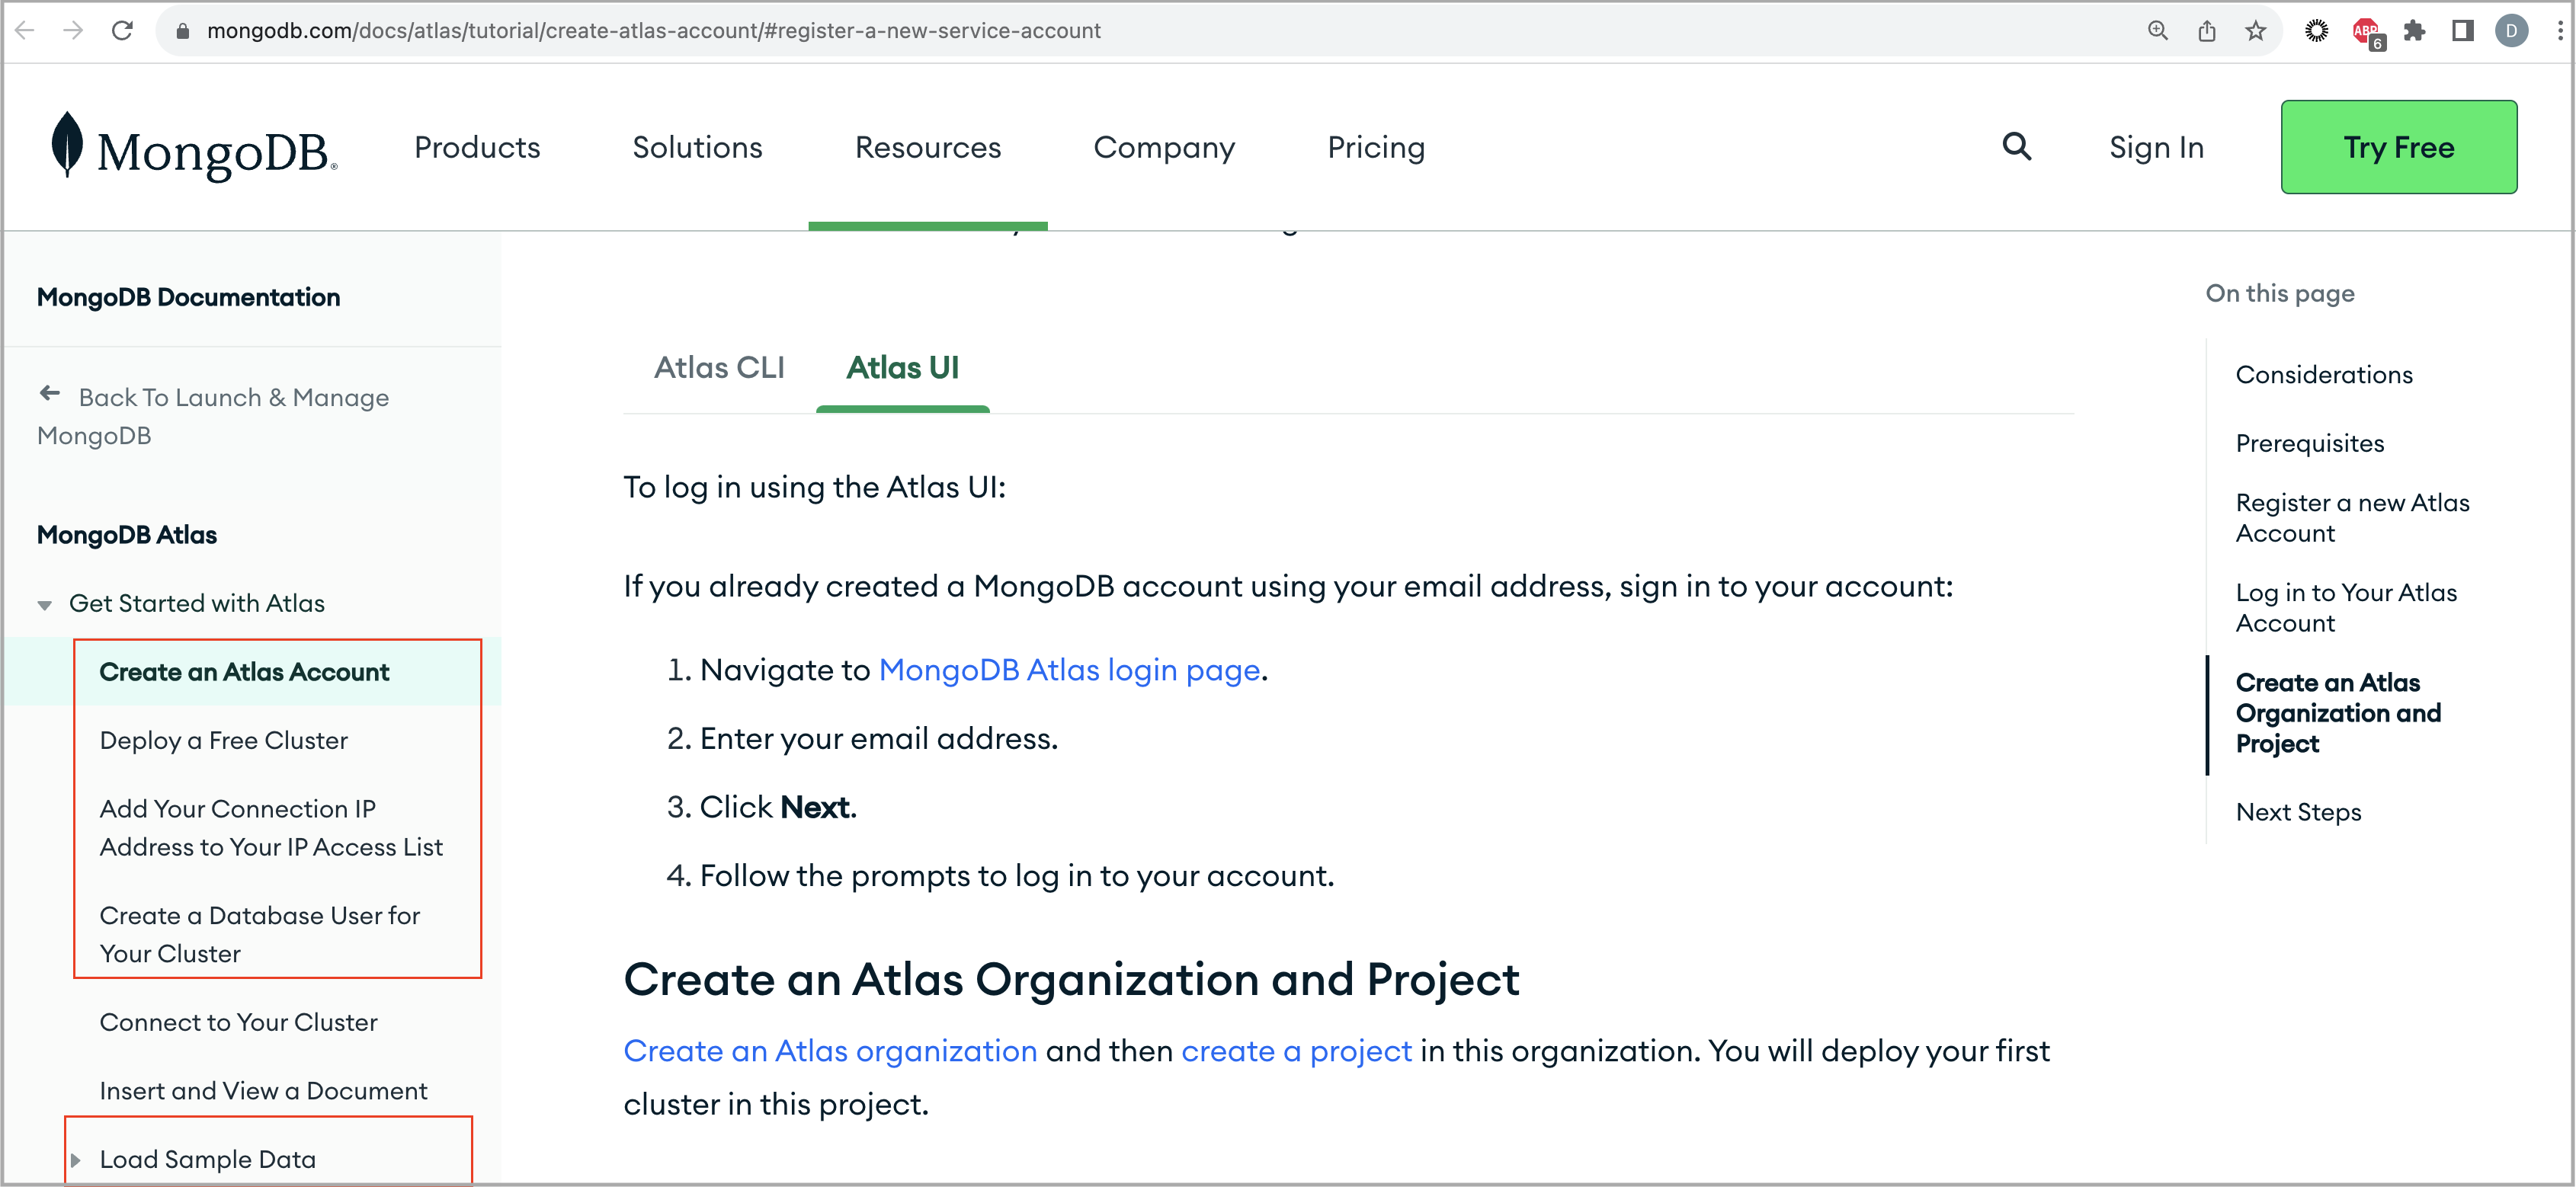 mongodb.com/docs/atlas/tutorial/create-atlas-account/#register-a-new-service-account
ABP
6
D
MongoDB®
Products
Solutions
Resources
Company
Pricing
Sign In
Try Free
MongoDB Documentation
Back To Launch & Manage
MongoDB
MongoDB Atlas
Get Started with Atlas
Create an Atlas Account
Deploy a Free Cluster
Add Your Connection IP
Address to Your IP Access List
Create a Database User for
Your Cluster
Connect to Your Cluster
Insert and View a Document
Load Sample Data
Atlas CLI
Atlas UI
To log in using the Atlas UI:
If you already created a MongoDB account using your email address, sign in to your account:
1. Navigate to MongoDB Atlas login page.
2. Enter your email address.
3. Click Next.
4. Follow the prompts to log in to your account.
Create an Atlas Organization and Project
Create an Atlas organization and then create a project in this organization. You will deploy your first
cluster in this project.
On this page
Considerations
Prerequisites
Register a new Atlas
Account
Log in to Your Atlas
Account
Create an Atlas
Organization and
Project
Next Steps